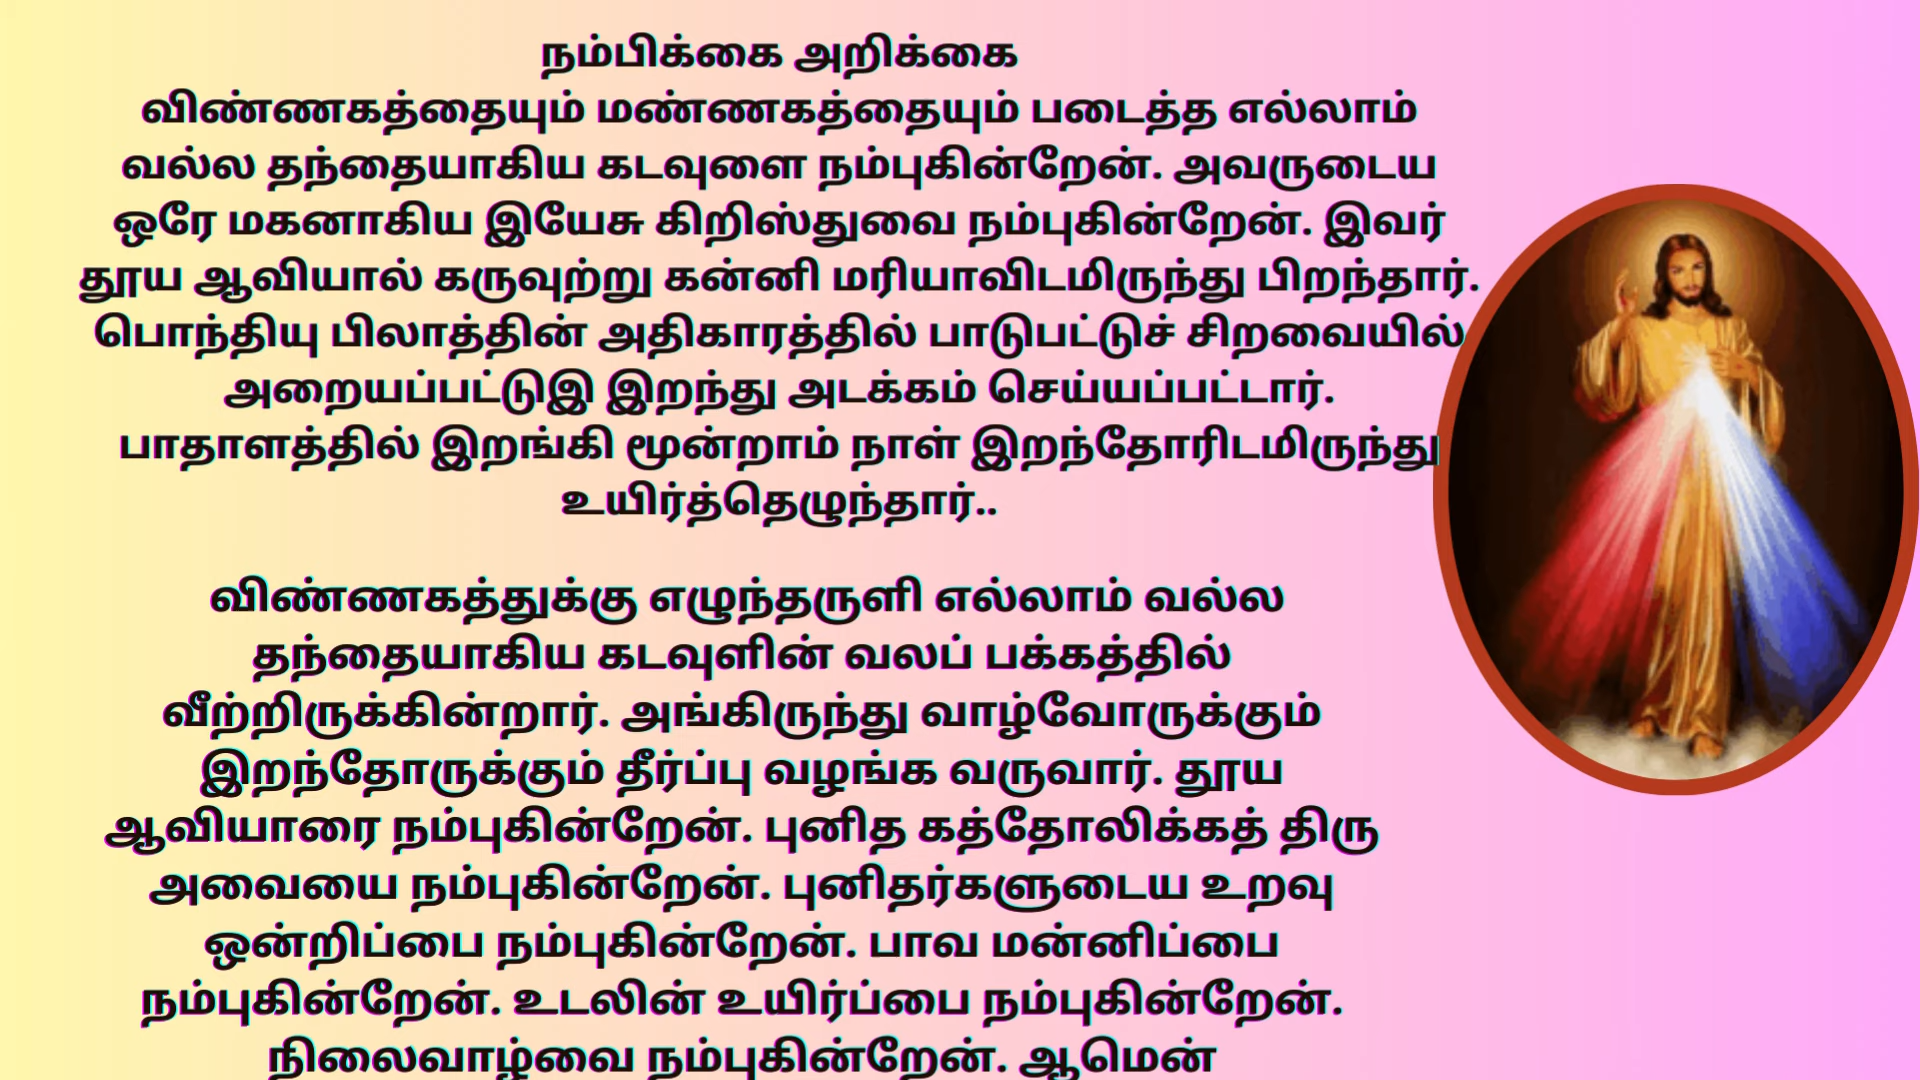 நம்பிக்கை அறிக்கை
விண்ணகத்தையும் மண்ணகத்தையும் படைத்த எல்லாம்
வல்ல தந்தையாகிய கடவுளை நம்புகின்றேன். அவருடைய
ஒரே மகனாகிய இயேசு கிறிஸ்துவை நம்புகின்றேன். இவர்
தூய ஆவியால் கருவுற்று கன்னி மரியாவிடமிருந்து பிறந்தார்.
பொந்தியு பிலாத்தின் அதிகாரத்தில் பாடுபட்டுச் சிறவையில்
அறையப்பட்டுஇ இறந்து அடக்கம் செய்யப்பட்டார்.
பாதாளத்தில் இறங்கி மூன்றாம் நாள் இறந்தோரிடமிருந்து
உயிர்த்தெழுந்தார்..
விண்ணகத்துக்கு எழுந்தருளி எல்லாம் வல்ல
தந்தையாகிய கடவுளின் வலப் பக்கத்தில்
வீற்றிருக்கின்றார். அங்கிருந்து வாழ்வோருக்கும்
இறந்தோருக்கும் தீர்ப்பு வழங்க வருவார். தூய
ஆவியாரை நம்புகின்றேன். புனித கத்தோலிக்கத் திரு
அவையை நம்புகின்றேன். புனிதர்களுடைய உறவு
ஒன்றிப்பை நம்புகின்றேன். பாவ மன்னிப்பை
நம்புகின்றேன். உடலின் உயிர்ப்பை நம்புகின்றேன்.
நிலைவாழ்வை நம்புகின்றேன். ஆமென்